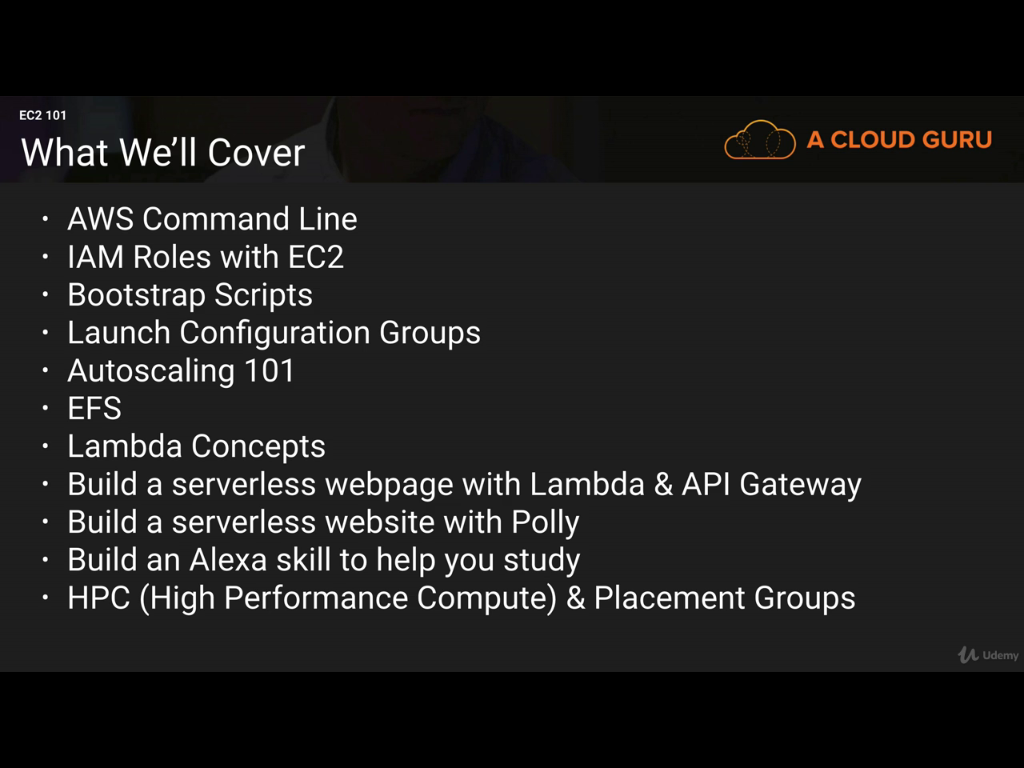 EC2 101
What We'll Cover
A CLOUD GURU
· AWS Command Line
· IAM Roles with EC2
· Bootstrap Scripts
· Launch Configuration Groups
· Autoscaling 101
· EFS
· Lambda Concepts
· Build a serverless webpage with Lambda & API Gateway
· Build a serverless website with Polly
· Build an Alexa skill to help you study
· HPC (High Performance Compute) & Placement Groups
Udemy